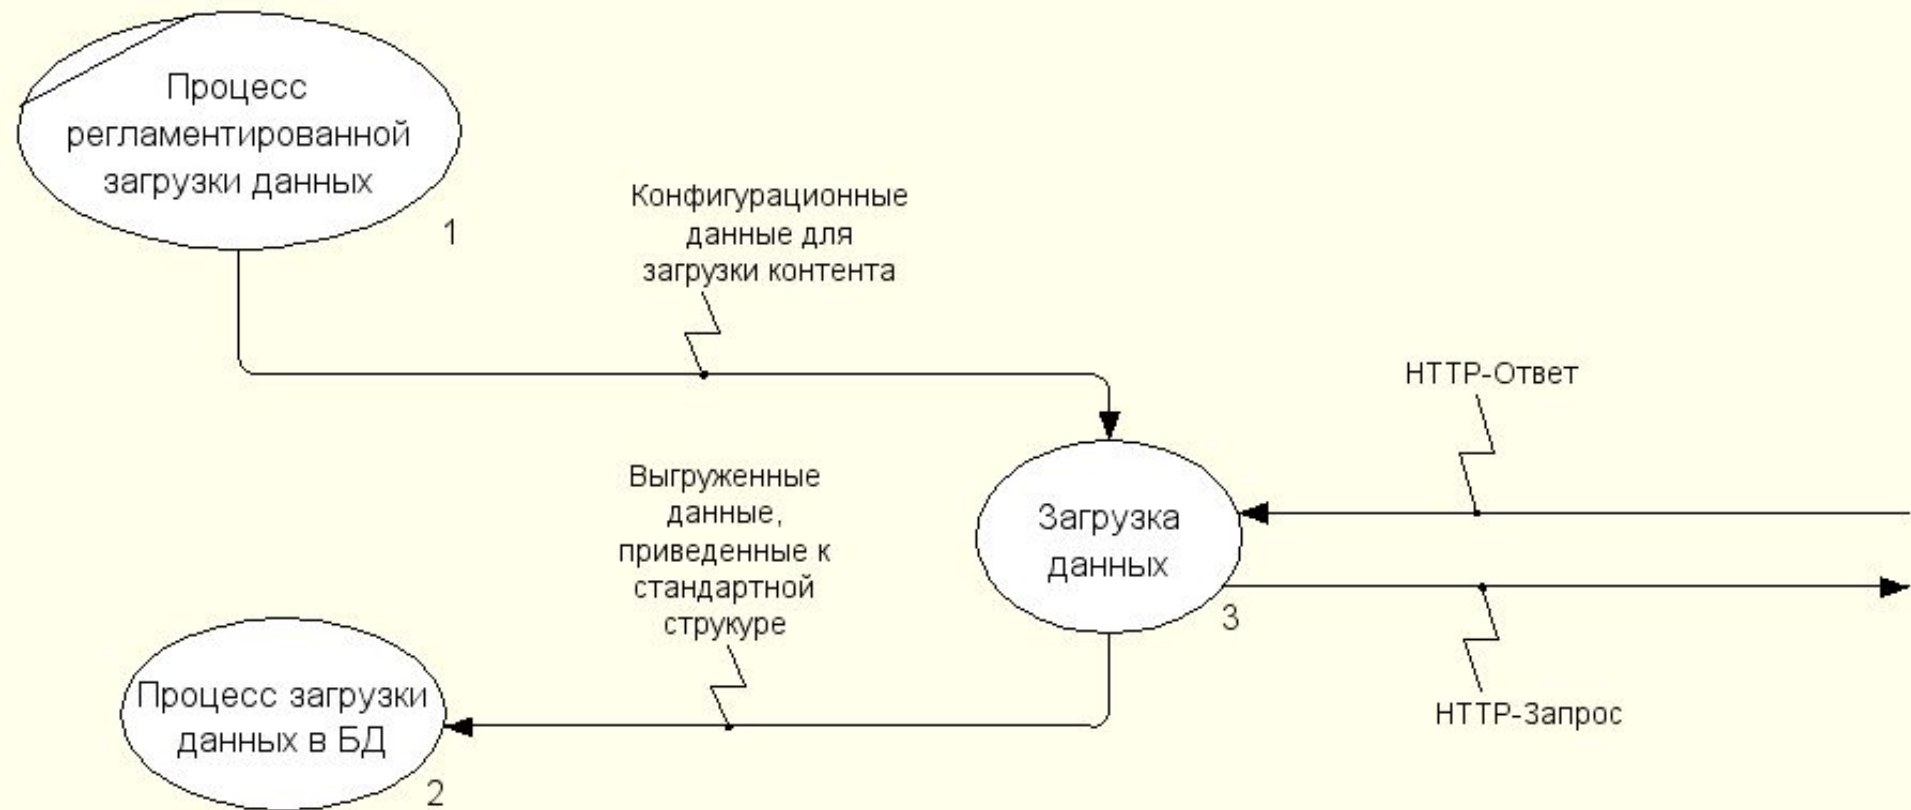 Процесс
регламентированной
загрузки данных
1
Конфигурационные
данные для
загрузки контента
HTTP-Ответ
Выгруженные
данные,
приведенные к
стандартной
струкуре
Загрузка
данных
3
Процесс загрузки
данных в БД
2
HTTP-Запрос